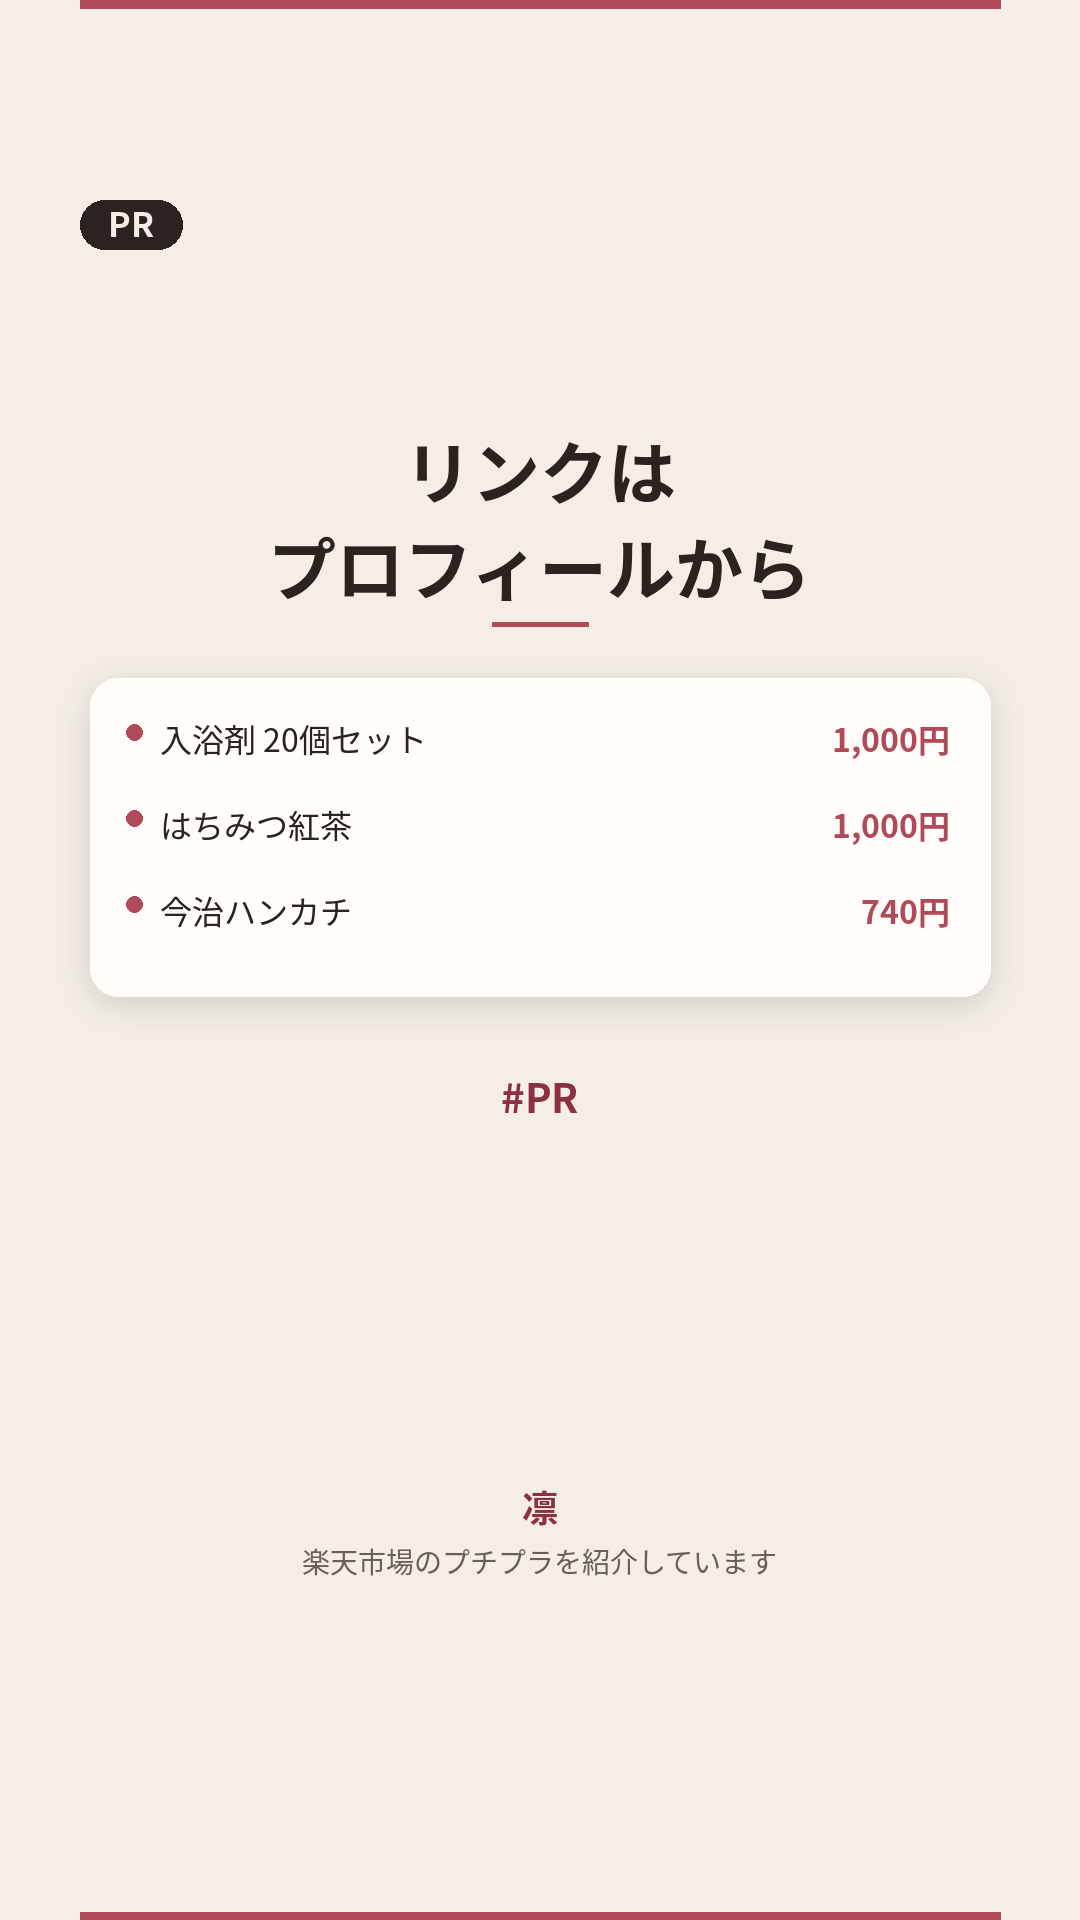 PR
リンクは
プロフィールから
入浴剤 20個セット 1,000円
はちみつ紅茶 1,000円
今治ハンカチ 740円
#PR
凛
楽天市場のプチプラを紹介しています